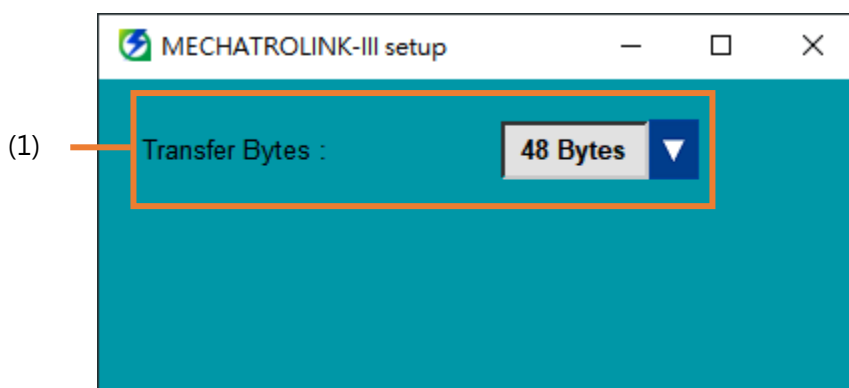 MECHATROLINK-III setup
(1)
Transfer Bytes :
48 Bytes